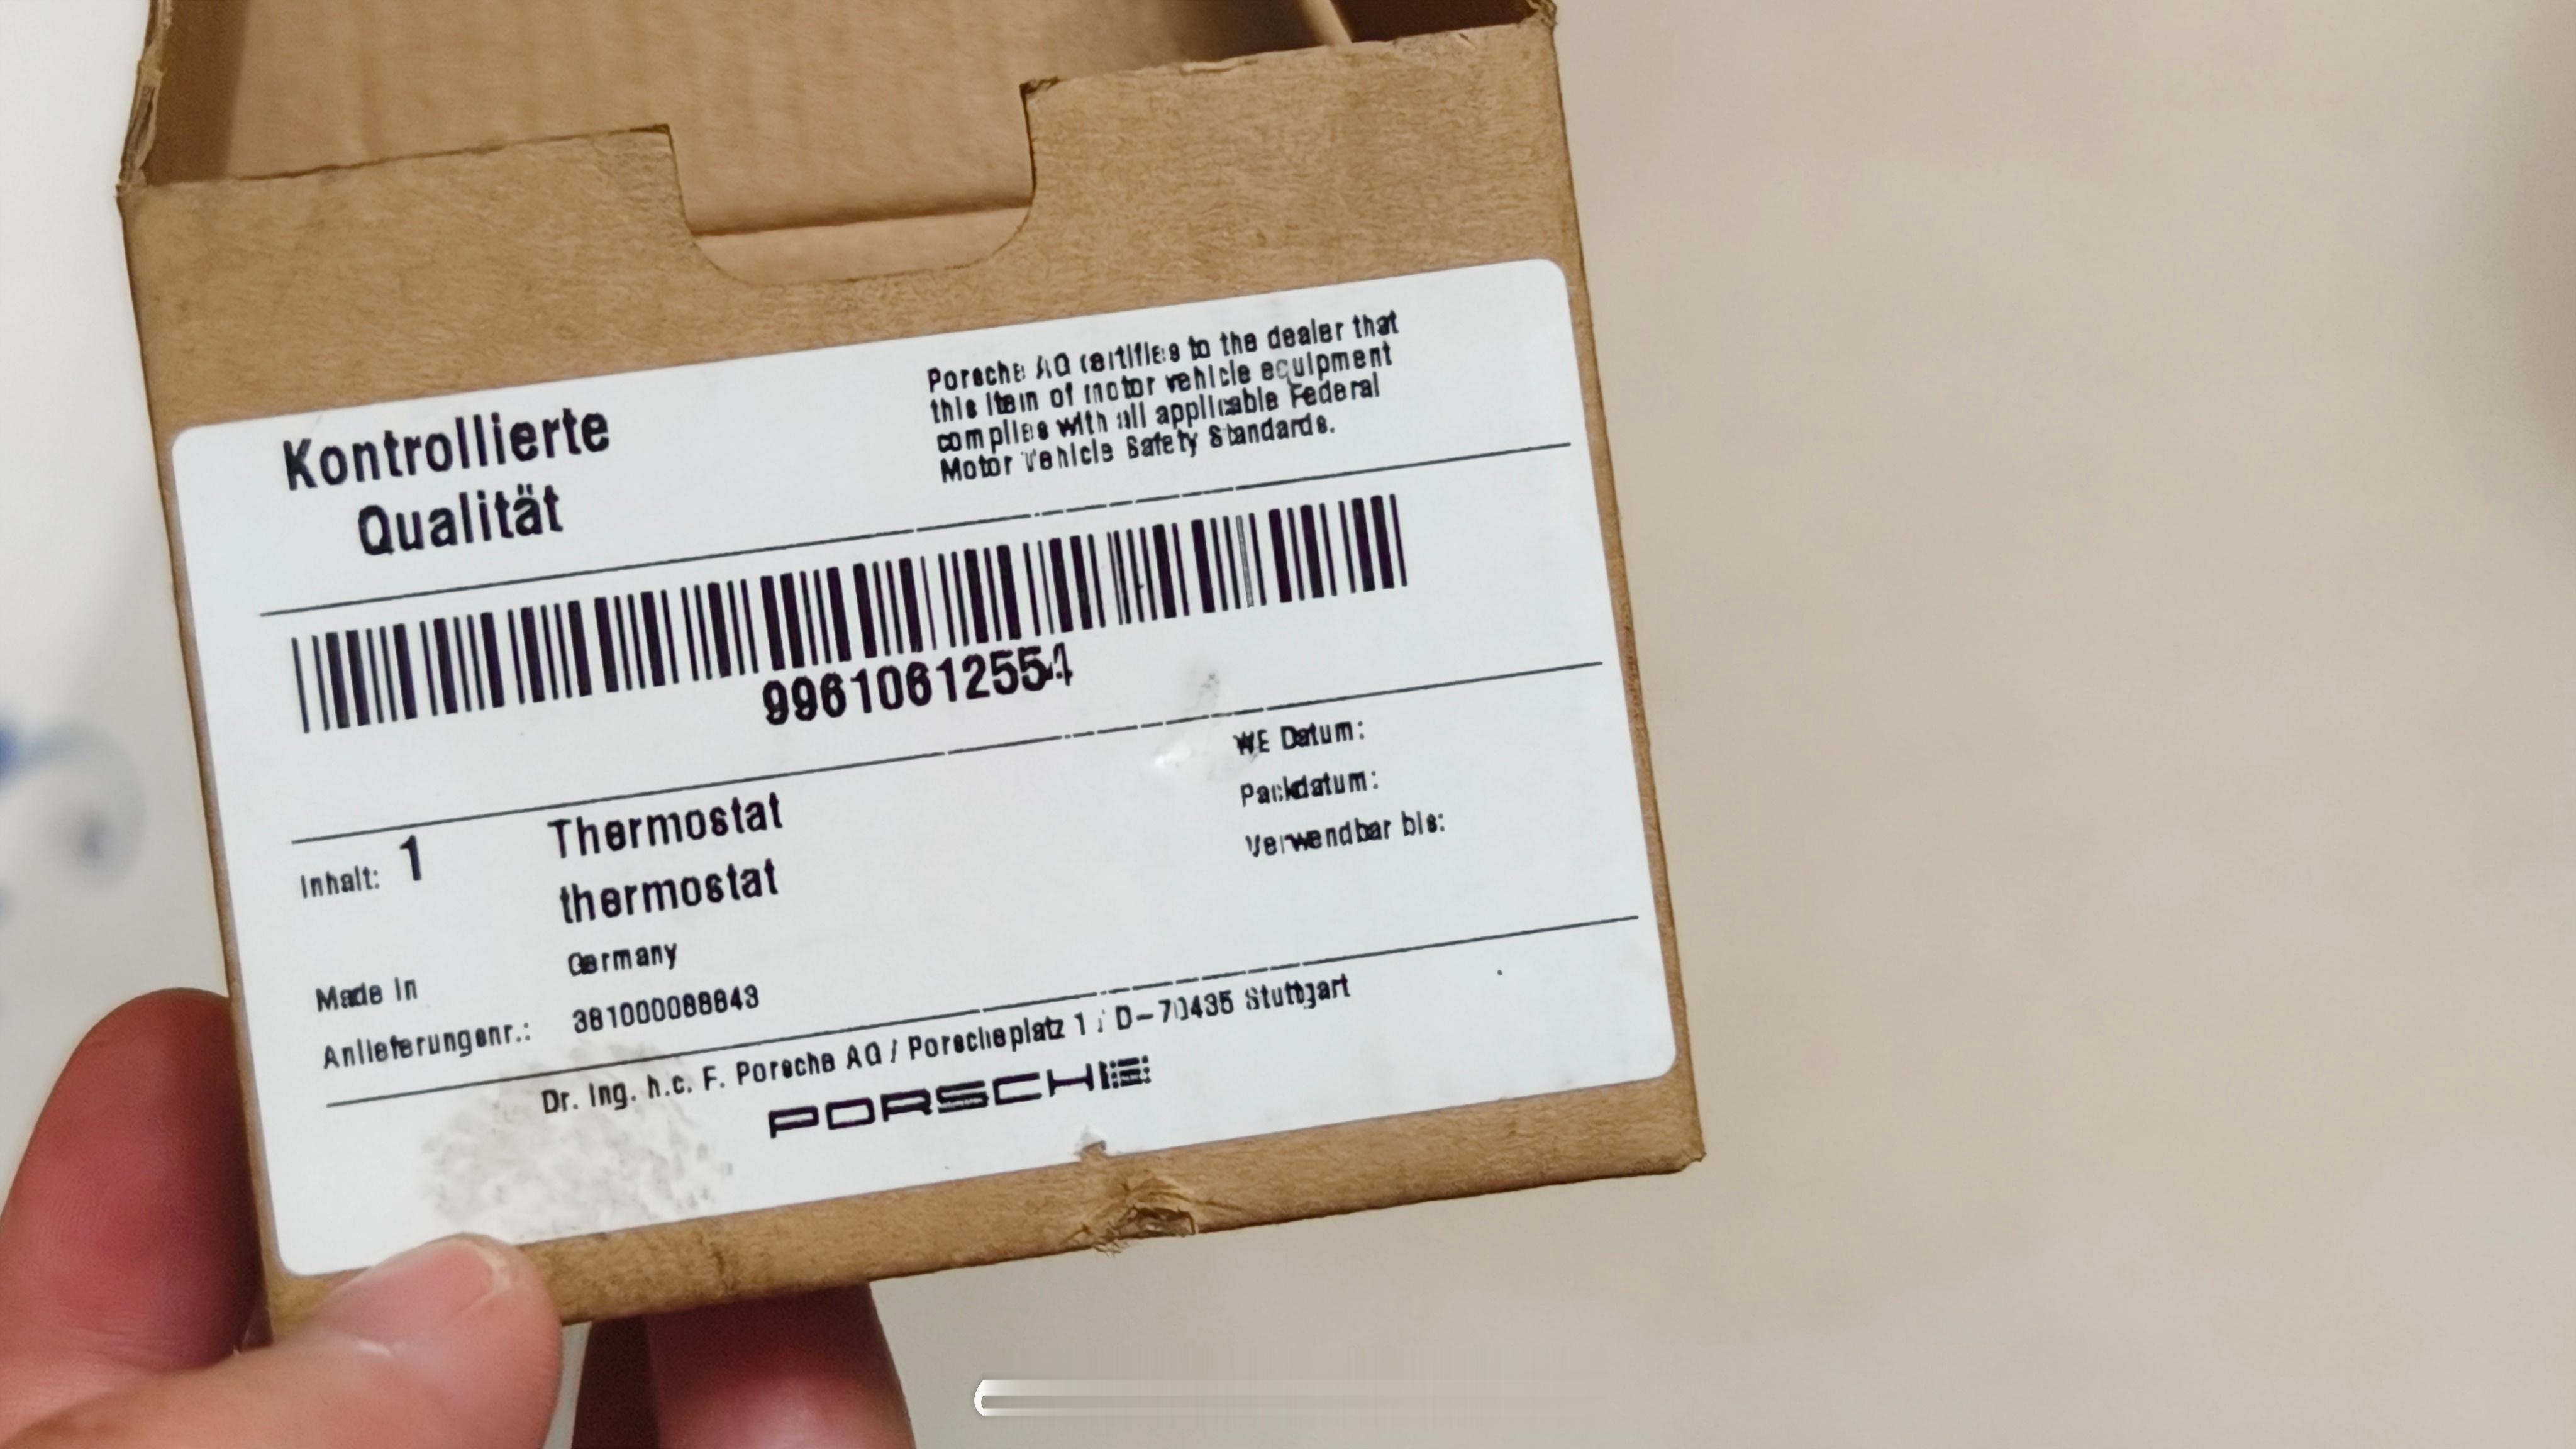 Kontrollierte
Qualität
Porsche AG certifies to the dealer that
this item of motor vehicle equipment
complies with all applicable Federal
Motor Vehicle Safety Standards.
99610612554
Inhalt: 1
Thermostat
thermostat
WE Datum:
Packdatum:
Verwendbar bis:
Made in Germany
Anlieferungsnr.: 381000088843
Dr. Ing. h.c. F. Porsche AG / Porscheplatz 1 / D-70435 Stuttgart
PORSCHE